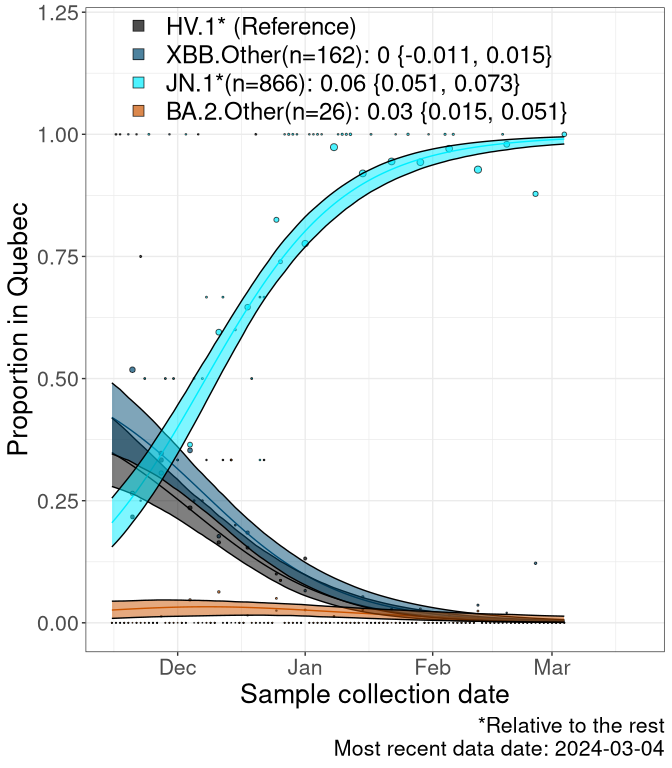 1.25
HV.1* (Reference)
XBB.Other(n=162): 0 {-0.011, 0.015}
JN.1*(n=866): 0.06 {0.051, 0.073}
BA.2.Other(n=26): 0.03 {0.015, 0.051}
1.00
0.75
0.50
0.25
0.00
Proportion in Quebec
Dec Jan Feb Mar
Sample collection date
*Relative to the rest
Most recent data date: 2024-03-04